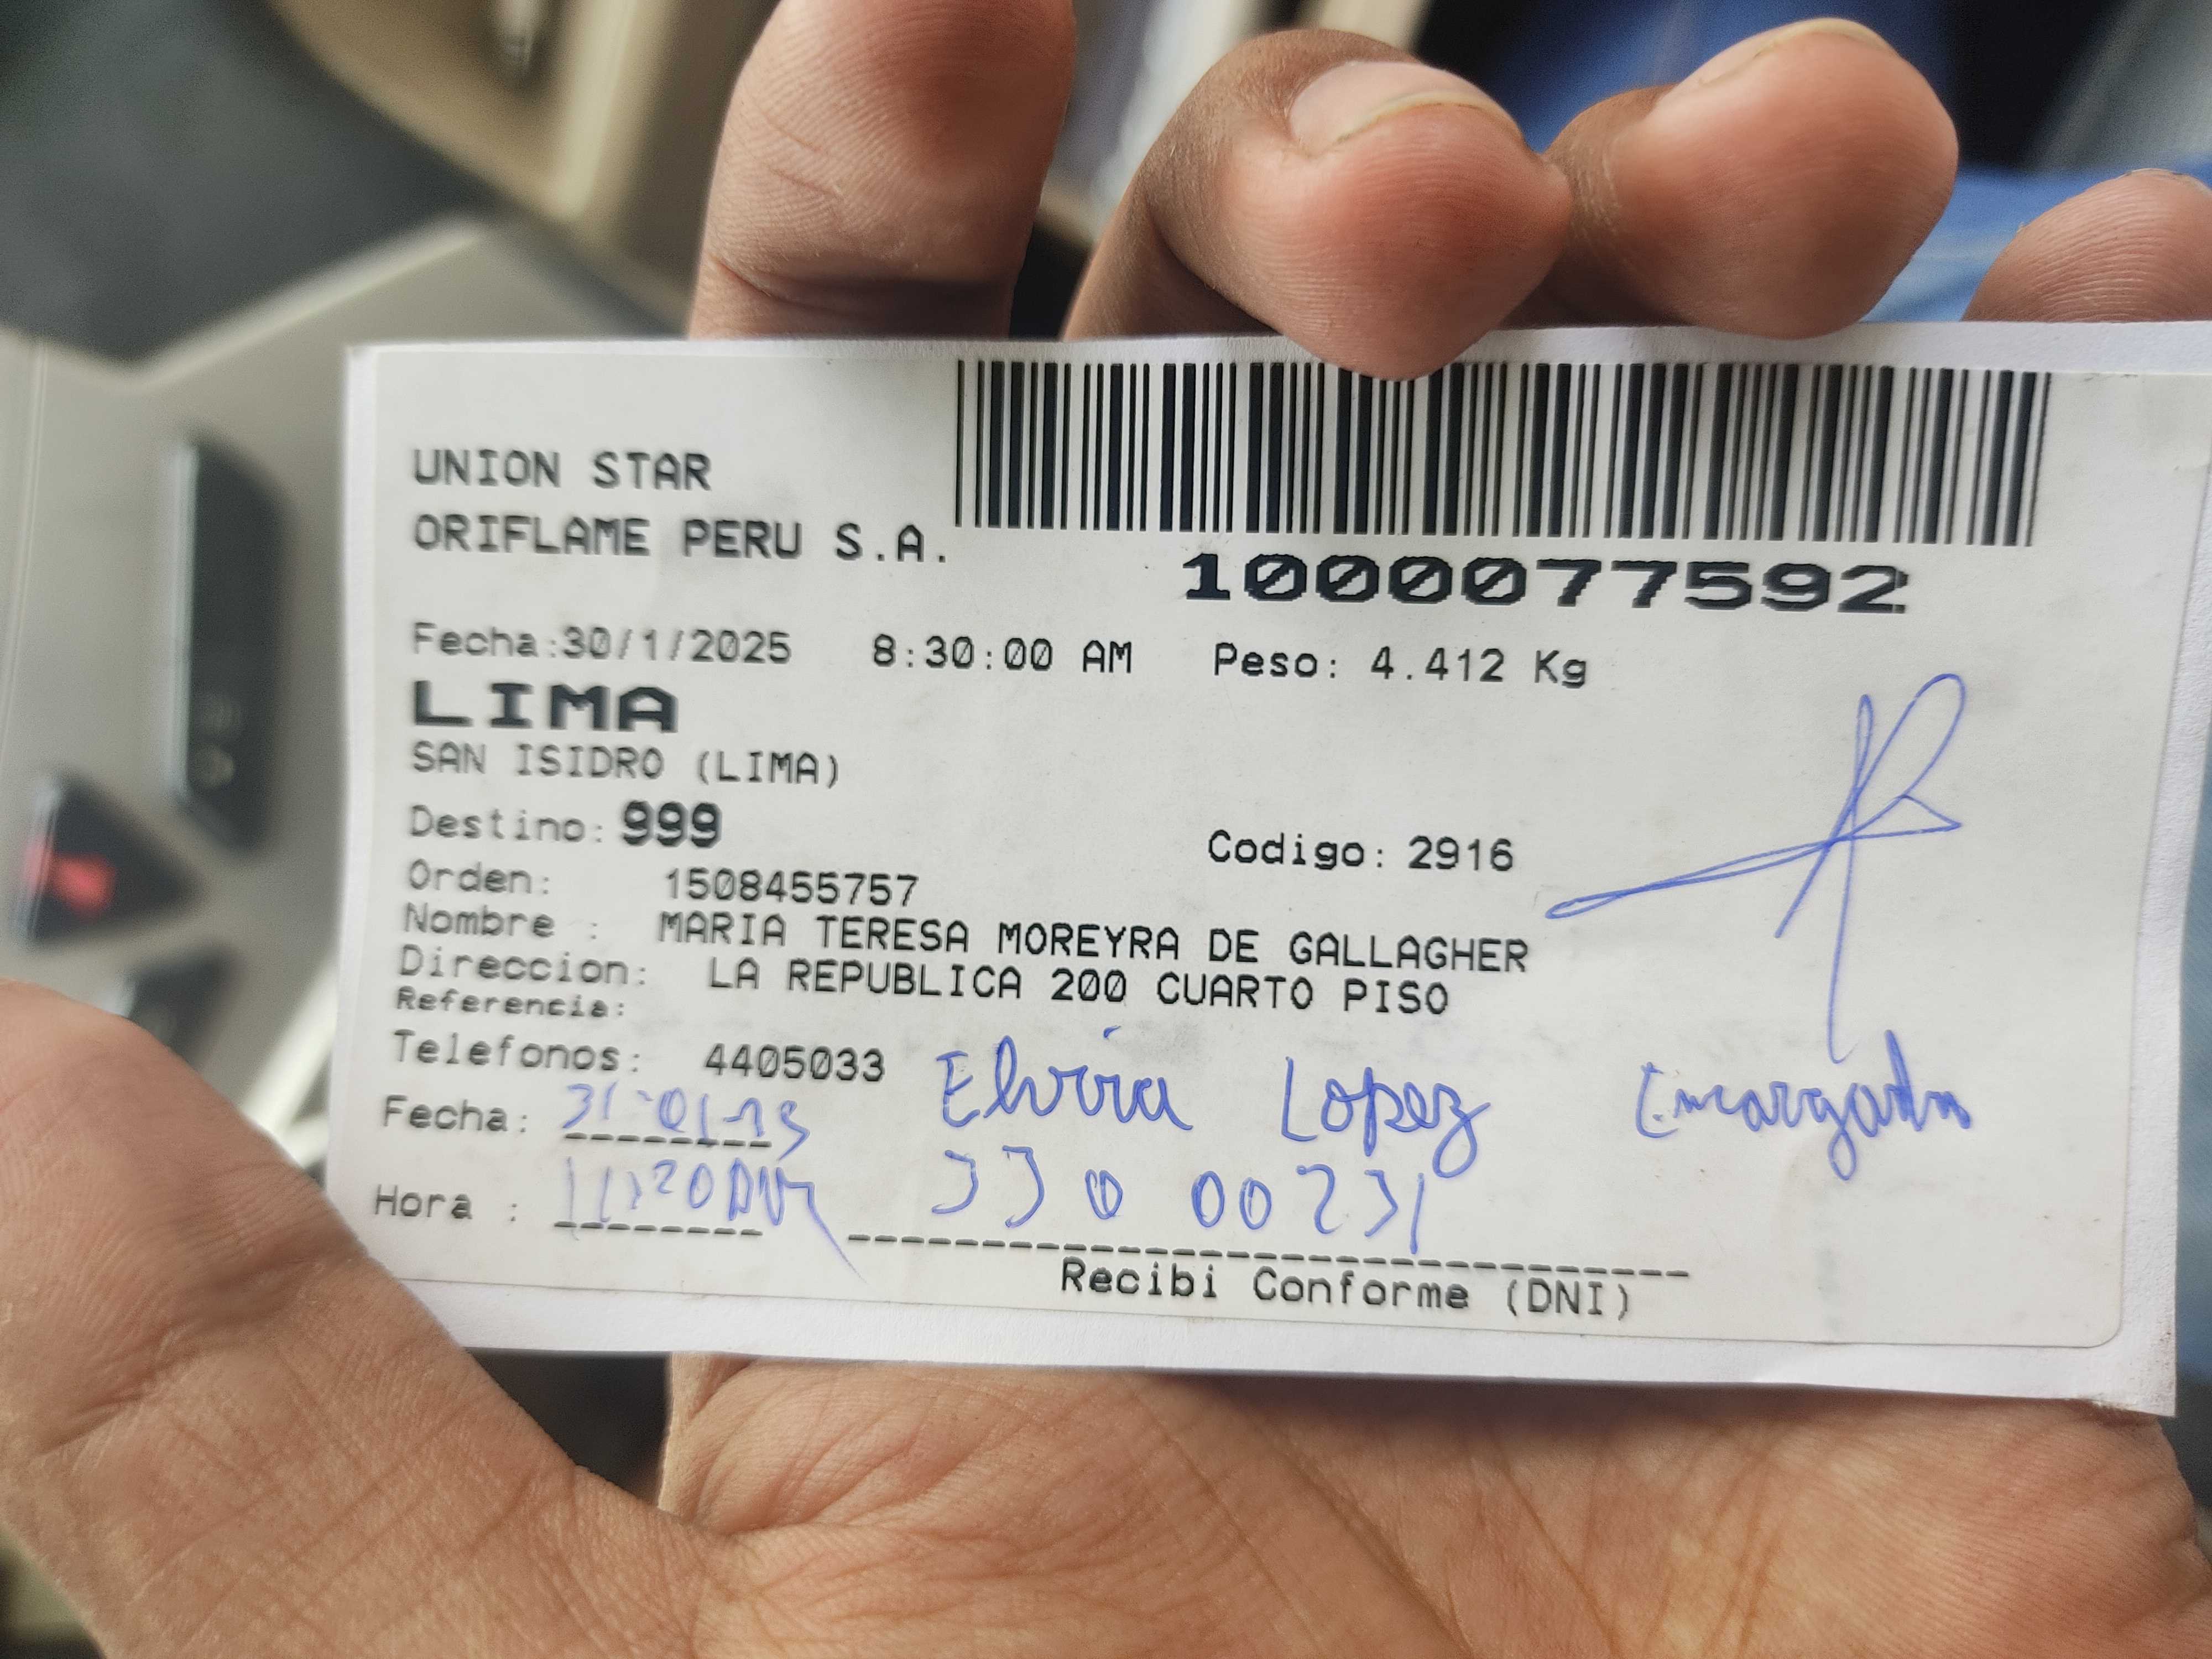 UNION STAR
ORIFLAME PERU S.A.
1000077592
Fecha:30/1/2025 8:30:00 AM Peso: 4.412 Kg
LIMA
SAN ISIDRO (LIMA)
Destino: 999
Codigo: 2916
Orden: 1508455757
Nombre : MARIA TERESA MOREYRA DE GALLAGHER
Direccion: LA REPUBLICA 200 CUARTO PISO
Referencia:
Telefonos: 4405033
Elvira Lopez
Fecha:
Hora :
Recibi Conforme (DNI)